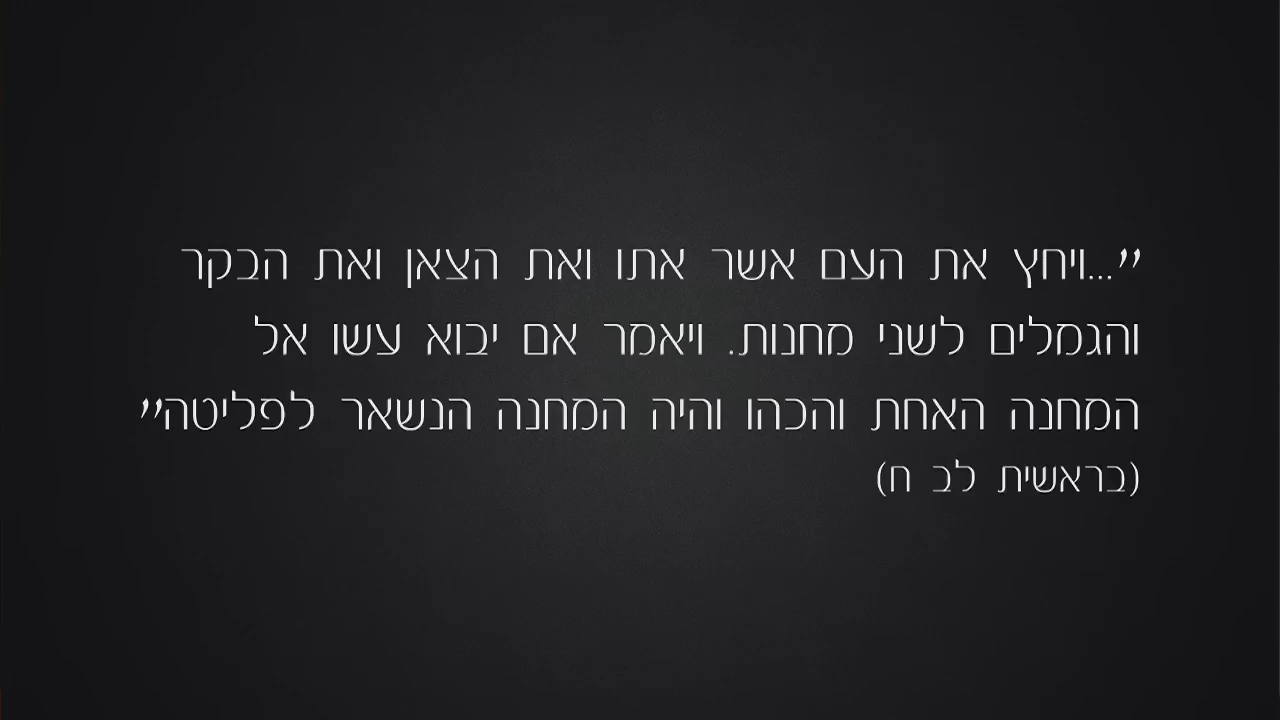 "...ויחץ את העם אשר אתו ואת הצאן ואת הבקר
והגמלים לשני מחנות. ויאמר אם יבוא עשו אל
המחנה האחת והכהו והיה המחנה הנשאר לפליטה"
(בראשית לב ח)